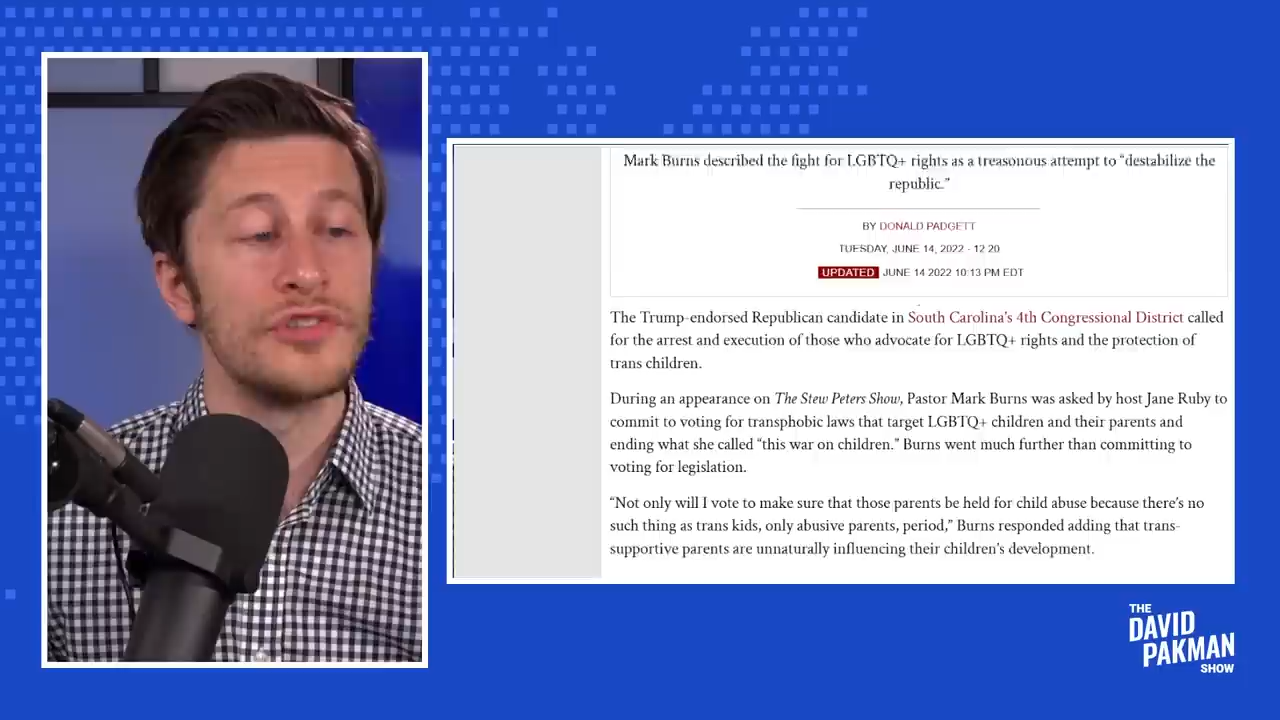 Mark Burns described the fight for LGBTQ+ rights as a treasonous attempt to “destabilize the
republic.”
BY DONALD PADGETT
TUESDAY, JUNE 14, 2022 - 12:20
UPDATED JUNE 14 2022 10:13 PM EDT
The Trump-endorsed Republican candidate in South Carolina’s 4th Congressional District called
for the arrest and execution of those who advocate for LGBTQ+ rights and the protection of
trans children.
During an appearance on The Stew Peters Show, Pastor Mark Burns was asked by host Jane Ruby to
commit to voting for transphobic laws that target LGBTQ+ children and their parents and
ending what she called “this war on children.” Burns went much further than committing to
voting for legislation.
“Not only will I vote to make sure that those parents be held for child abuse because there’s no
such thing as trans kids, only abusive parents, period,” Burns responded adding that trans-
supportive parents are unnaturally influencing their children’s development.
THE
DAVID
PAKMAN
SHOW